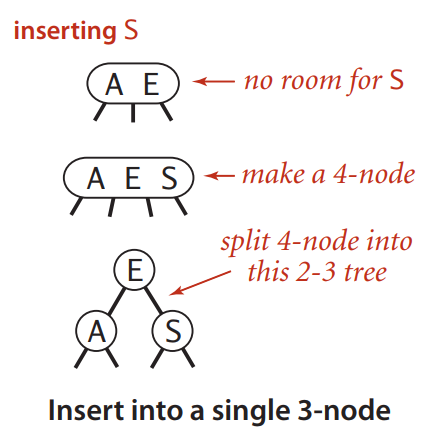 inserting S
A E
no room for S
A E S
make a 4-node
split 4-node into
this 2-3 tree
E
A S
Insert into a single 3-node